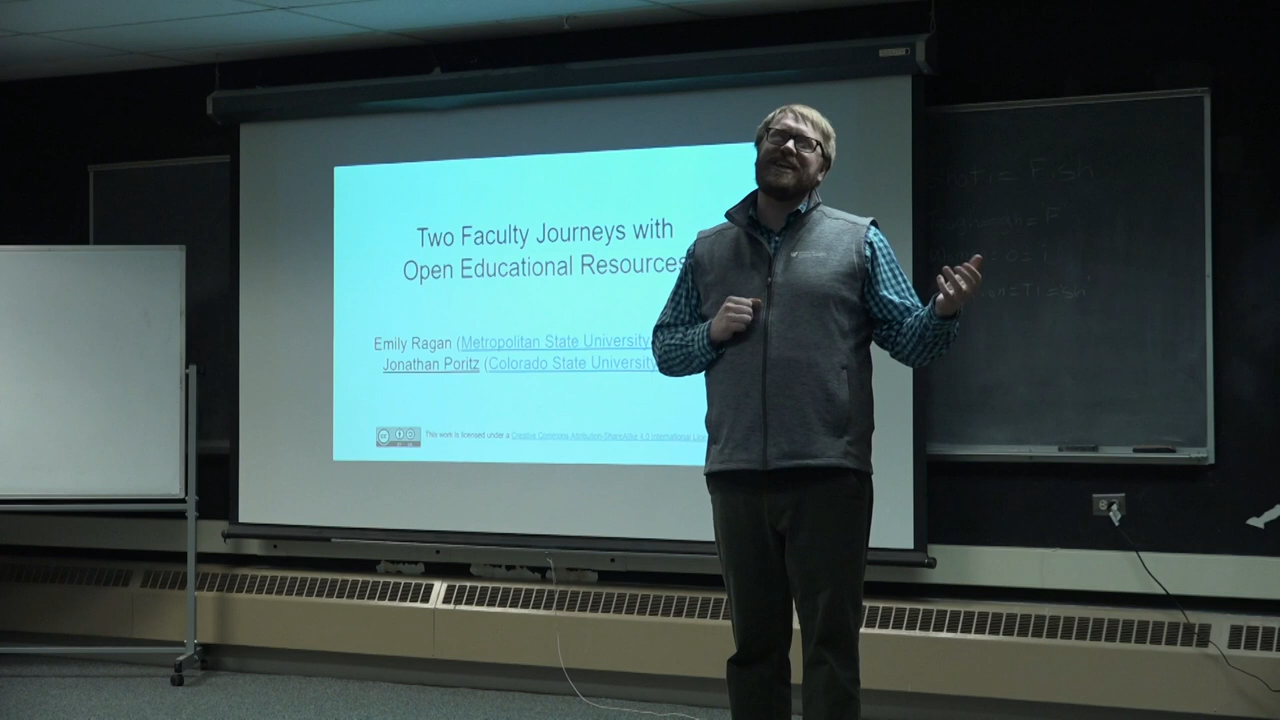 Two Faculty Journeys with
Open Educational Resources
Emily Ragan (Metropolitan State University
Jonathan Poritz (Colorado State University
This work is licensed under a Creative Commons Attribution-ShareAlike 4.0 International
= Fish
= F